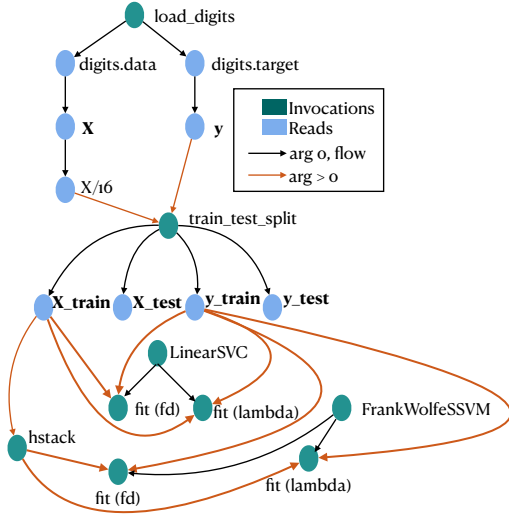 load_digits
digits.data
digits.target
X
y
Invocations
Reads
arg 0, flow
arg > 0
X/16
train_test_split
X_train
X_test
y_train
y_test
LinearSVC
fit (fd)
fit (lambda)
FrankWolfeSSVM
hstack
fit (fd)
fit (lambda)